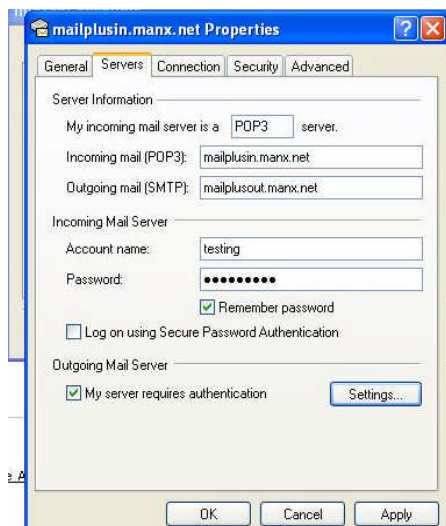 mailplusin.manx.net Properties
General Servers Connection Security Advanced
Server Information
My incoming mail server is a POP3 server.
Incoming mail (POP3): mailplusin.manx.net
Outgoing mail (SMTP): mailplusout.manx.net
Incoming Mail Server
Account name: testing
Password: ●●●●●●●●●
Remember password
Log on using Secure Password Authentication
Outgoing Mail Server
My server requires authentication Settings...
OK Cancel Apply